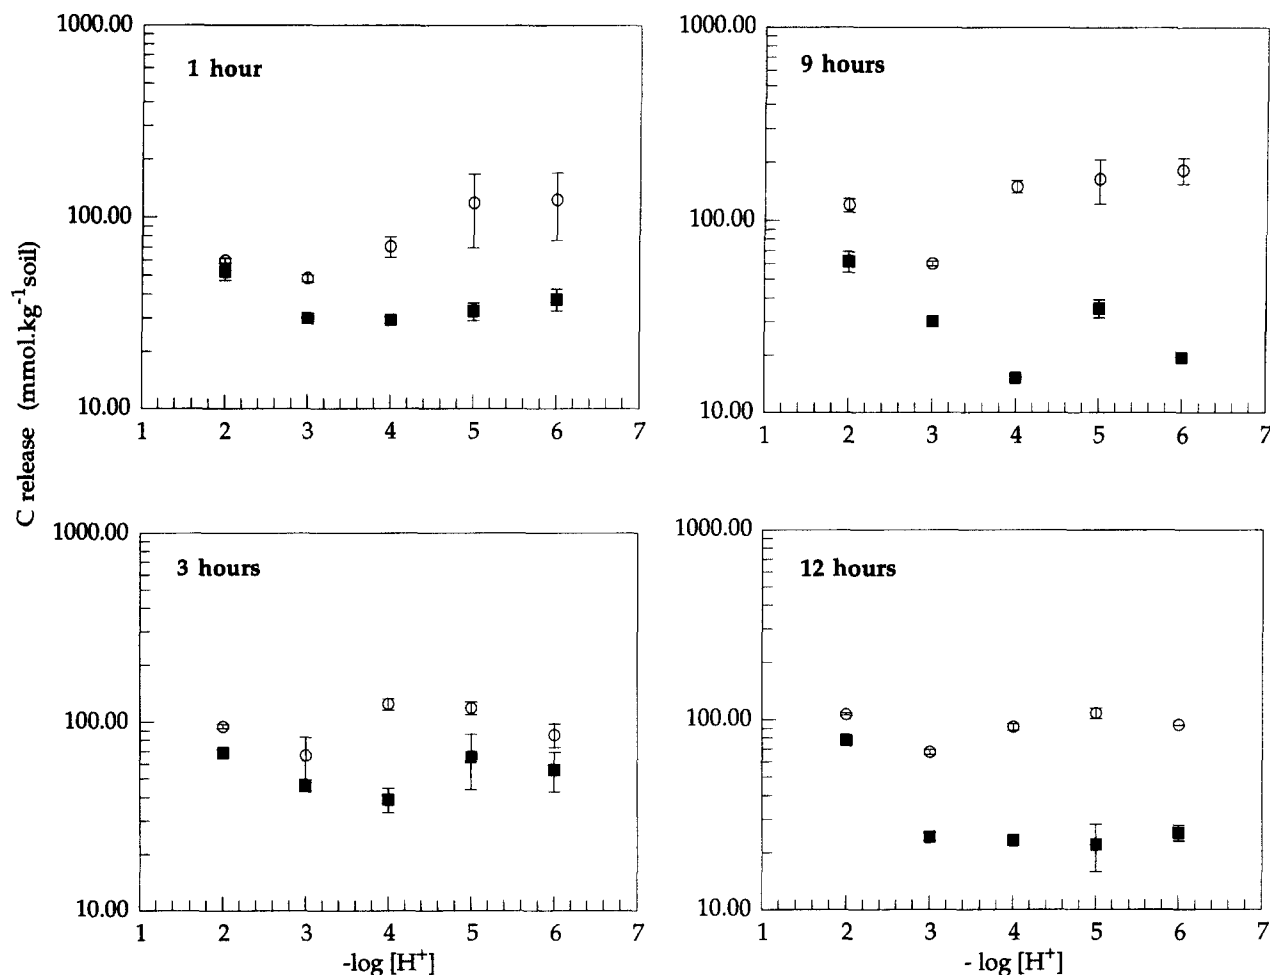 C release (mmol.kg⁻¹soil)
1 hour
1000.00
100.00
10.00
1 2 3 4 5 6 7
9 hours
1000.00
100.00
10.00
1 2 3 4 5 6 7
3 hours
1000.00
100.00
10.00
1 2 3 4 5 6 7
-log [H⁺]
12 hours
1000.00
100.00
10.00
1 2 3 4 5 6 7
- log [H⁺]